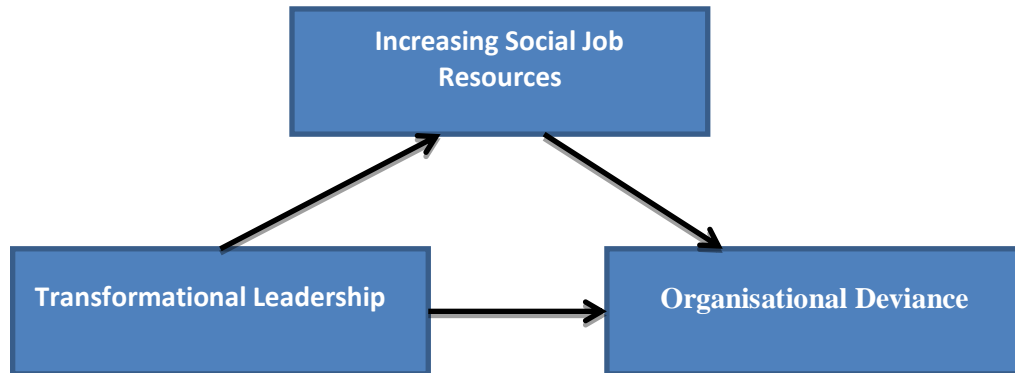 Increasing Social Job
Resources
Transformational Leadership
Organisational Deviance